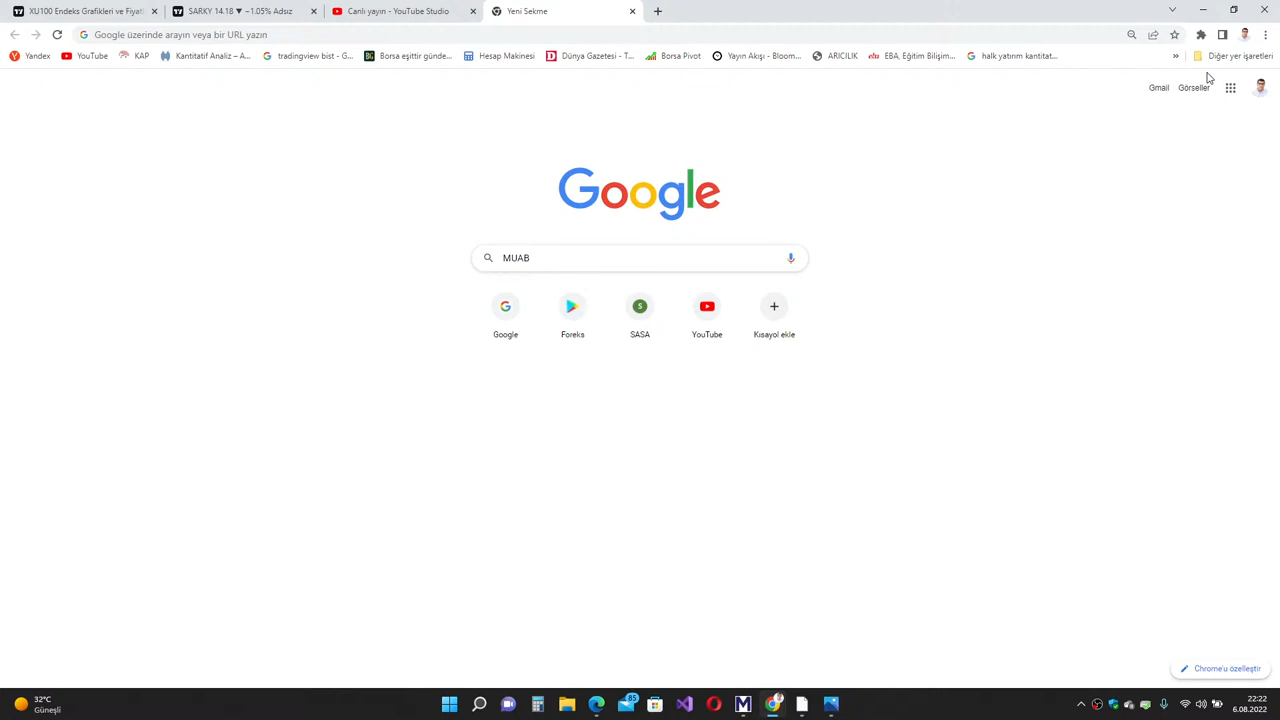 XU100 Endeks Grafikleri ve Fiyatl
SARKY 14.18 ▼ −1.05% Adsız
Canlı yayın - YouTube Studio
Yeni Sekme
Google üzerinde arayın veya bir URL yazın
Yandex
YouTube
KAP
Kantitatif Analiz – A...
tradingview bist - G...
Borsa eşittir günde...
Hesap Makinesi
Dünya Gazetesi - T...
Borsa Pivot
Yayın Akışı - Bloom...
ARICILIK
EBA, Eğitim Bilişim...
halk yatırım kantitat...
»
Diğer yer işaretleri
Gmail
Görseller
Google
MUAB
Google
Foreks
S
SASA
YouTube
Kısayol ekle
Chrome'u özelleştir
32°C
Güneşli
85
22:22
6.08.2022